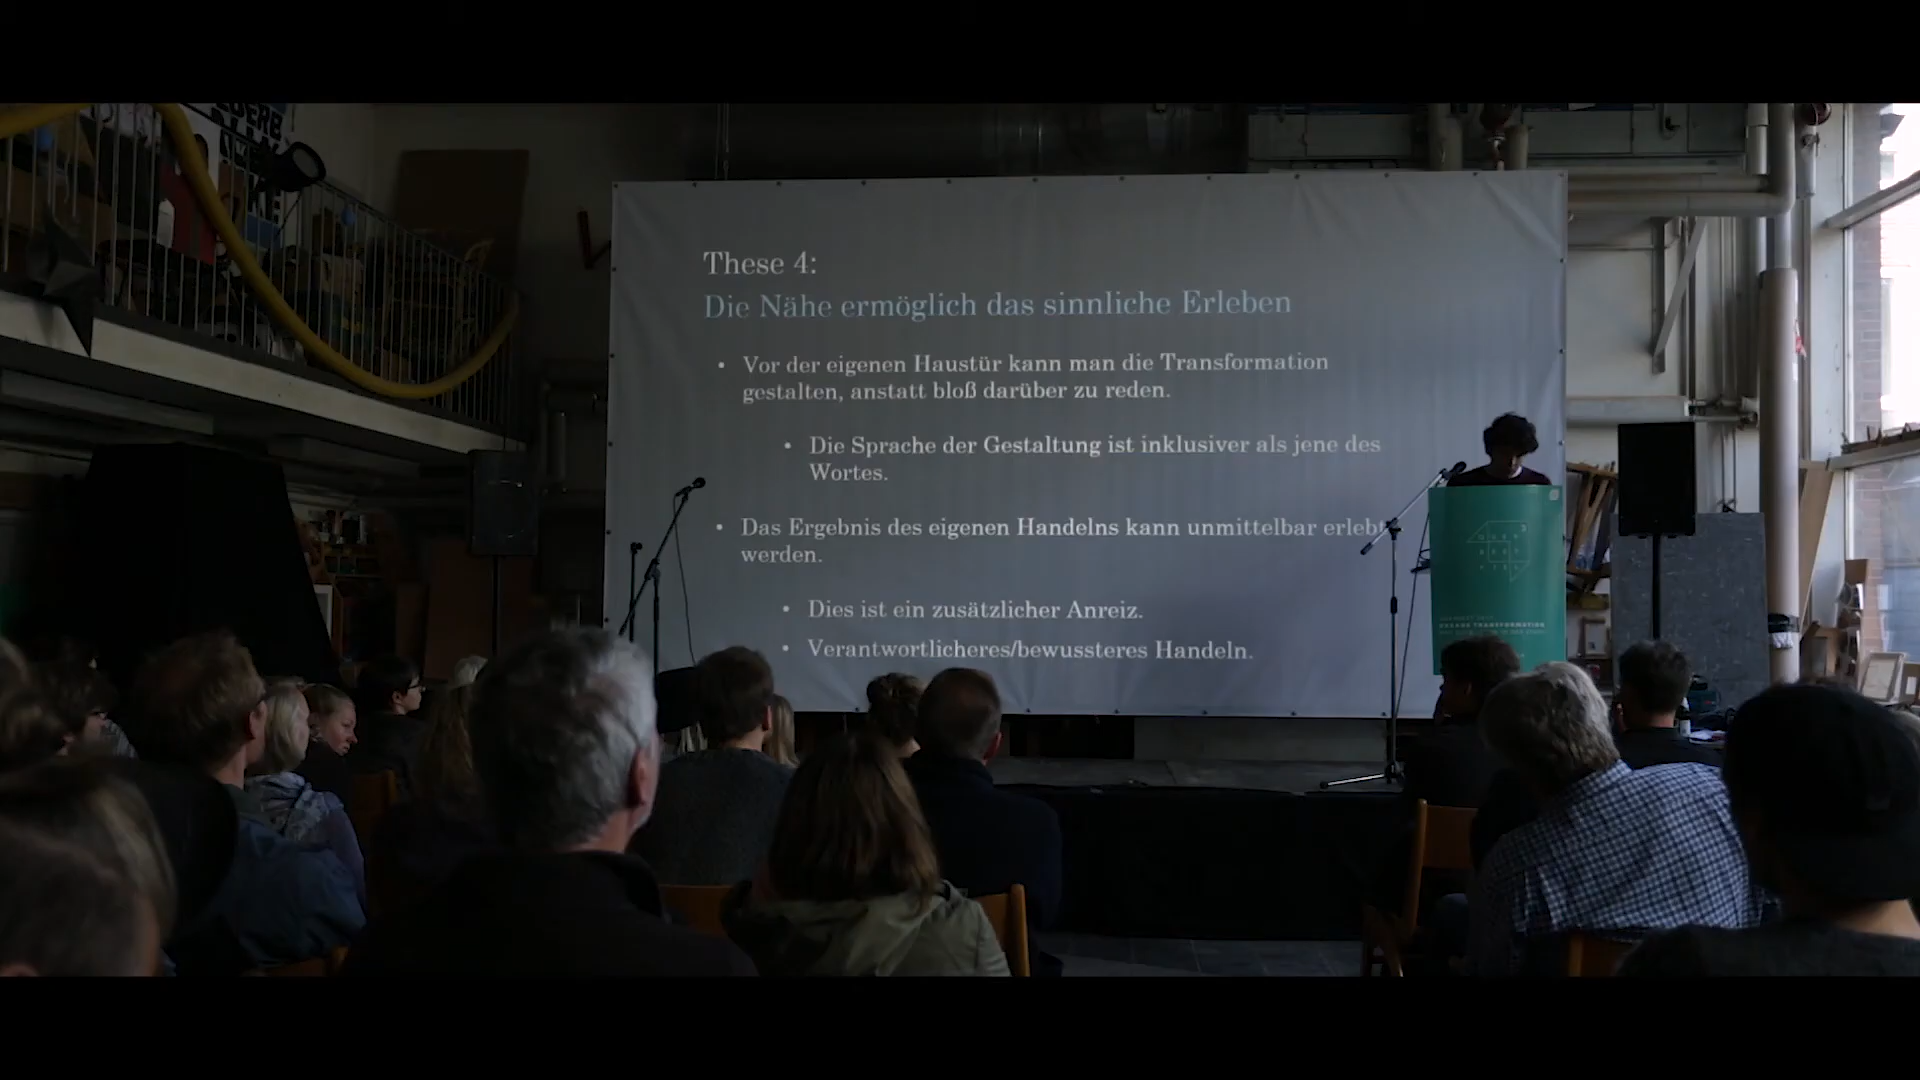 These 4:
Die Nähe ermöglich das sinnliche Erleben
• Vor der eigenen Haustür kann man die Transformation
gestalten, anstatt bloß darüber zu reden.
• Die Sprache der Gestaltung ist inklusiver als jene des
Wortes.
• Das Ergebnis des eigenen Handelns kann unmittelbar erlebt
werden.
• Dies ist ein zusätzlicher Anreiz.
• Verantwortlicheres/bewussteres Handeln.
TRANSFORMATION